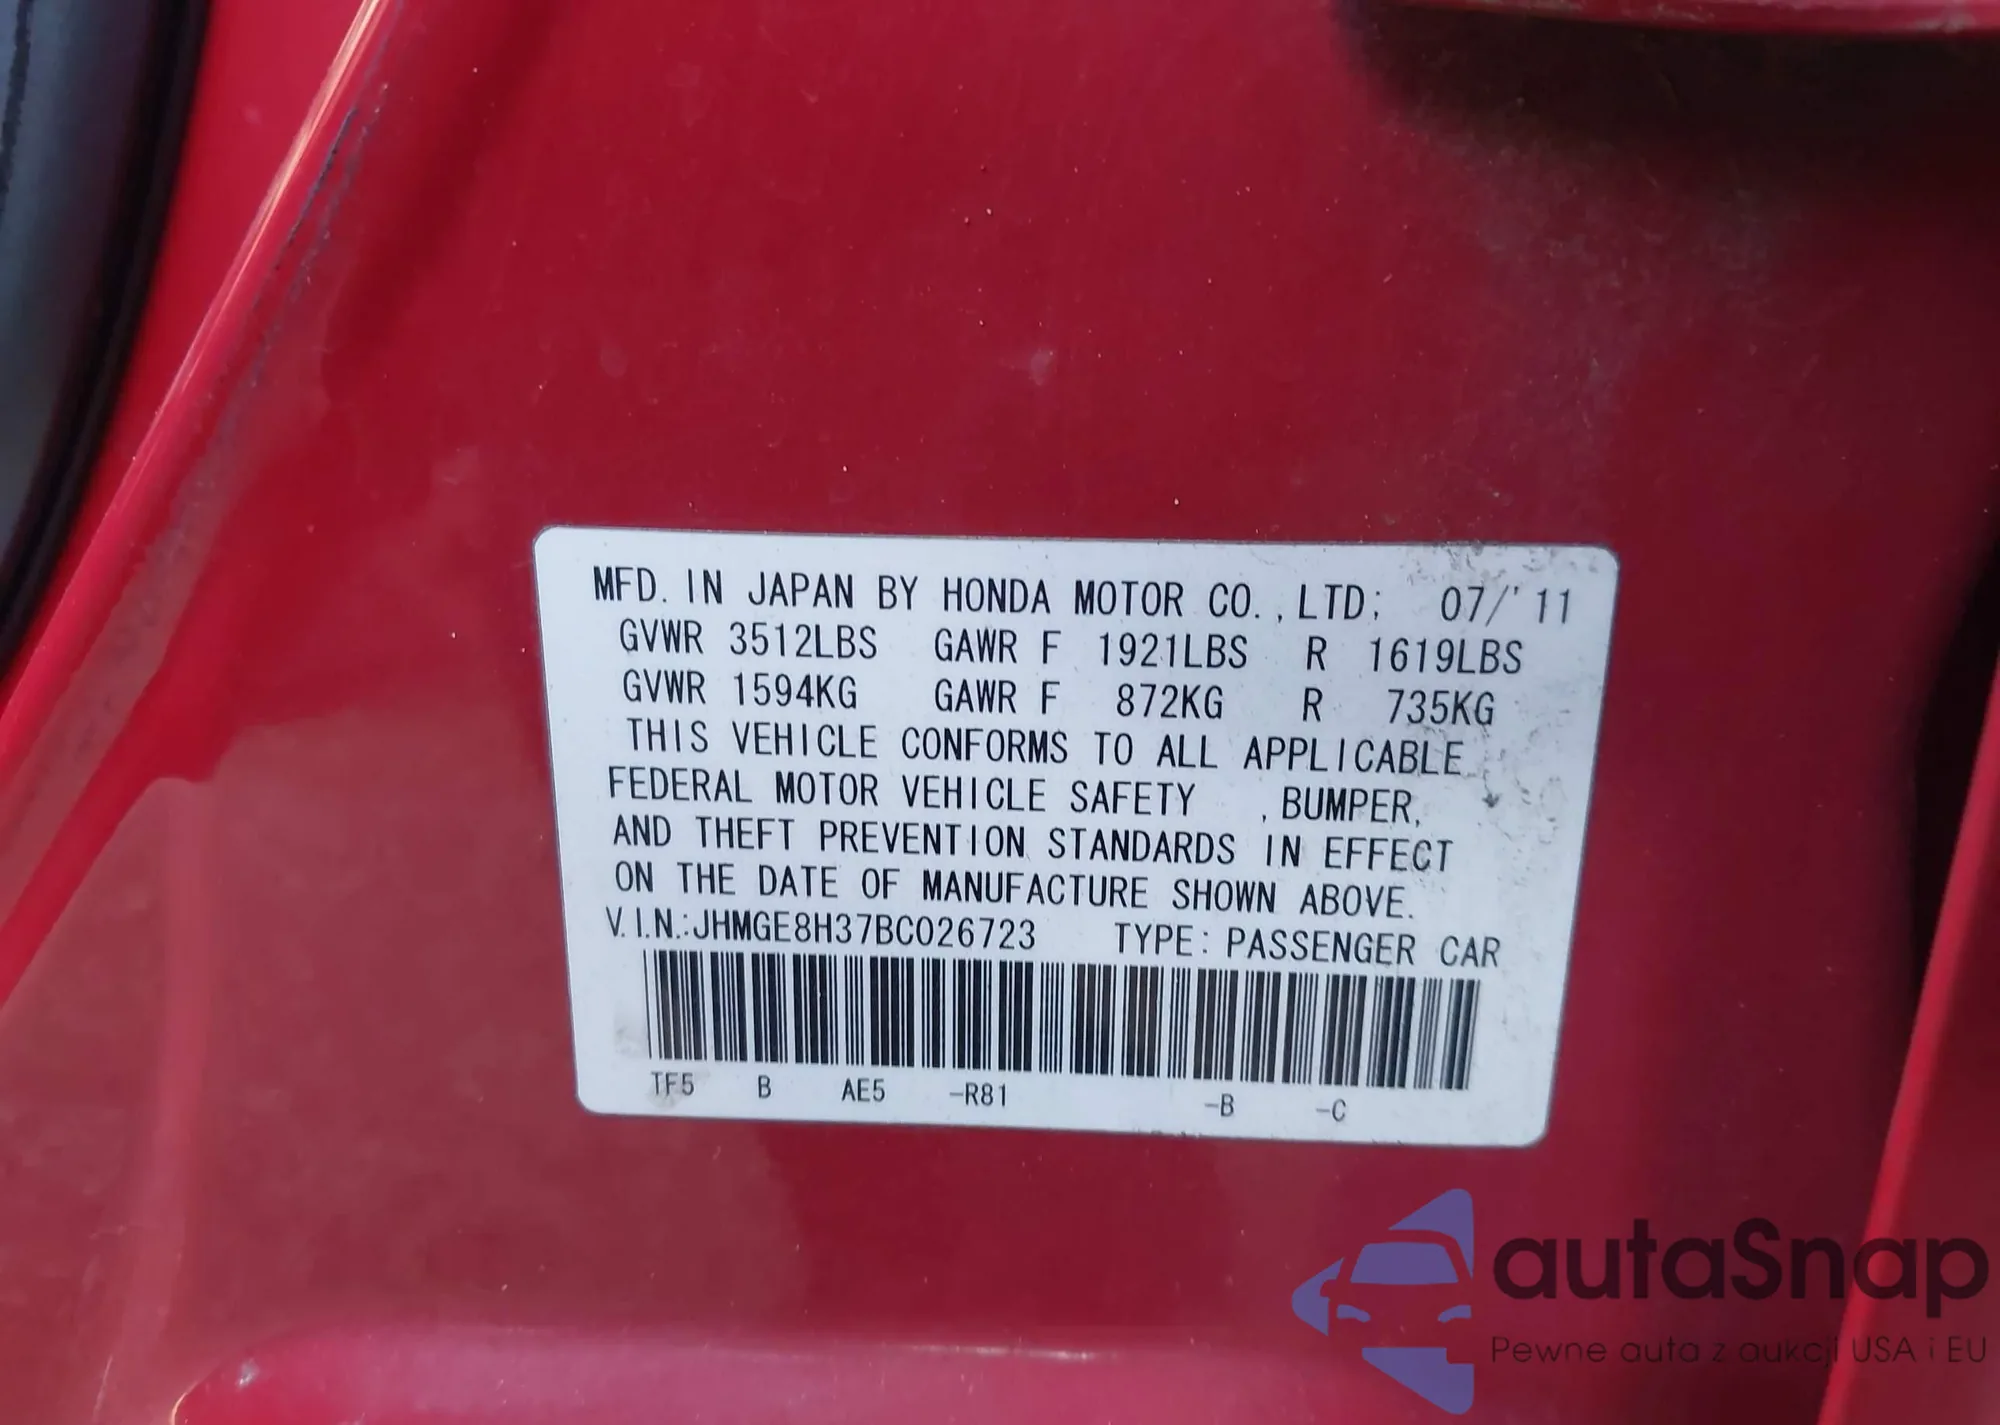 MFD. IN JAPAN BY HONDA MOTOR CO., LTD; 07/'11
GVWR 3512LBS GAWR F 1921LBS R 1619LBS
GVWR 1594KG GAWR F 872KG R 735KG
THIS VEHICLE CONFORMS TO ALL APPLICABLE
FEDERAL MOTOR VEHICLE SAFETY , BUMPER,
AND THEFT PREVENTION STANDARDS IN EFFECT
ON THE DATE OF MANUFACTURE SHOWN ABOVE.
V.I.N.:JHMGE8H37BC026723 TYPE: PASSENGER CAR
TF5 B AE5 -R81 -B -C
autaSnap
Pewne auta z aukcji USA i EU